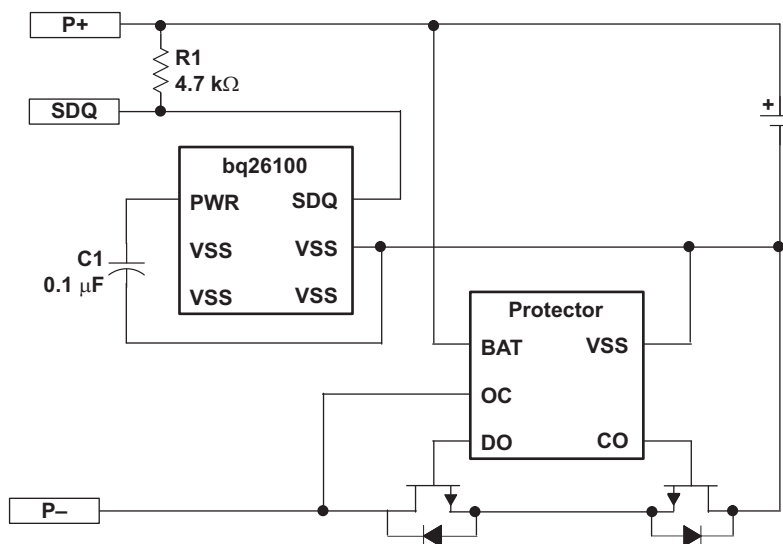 P+
R1
4.7 kΩ
SDQ
+
bq26100
PWR SDQ
C1
0.1 μF
VSS VSS
VSS VSS
Protector
BAT VSS
OC
DO CO
P–